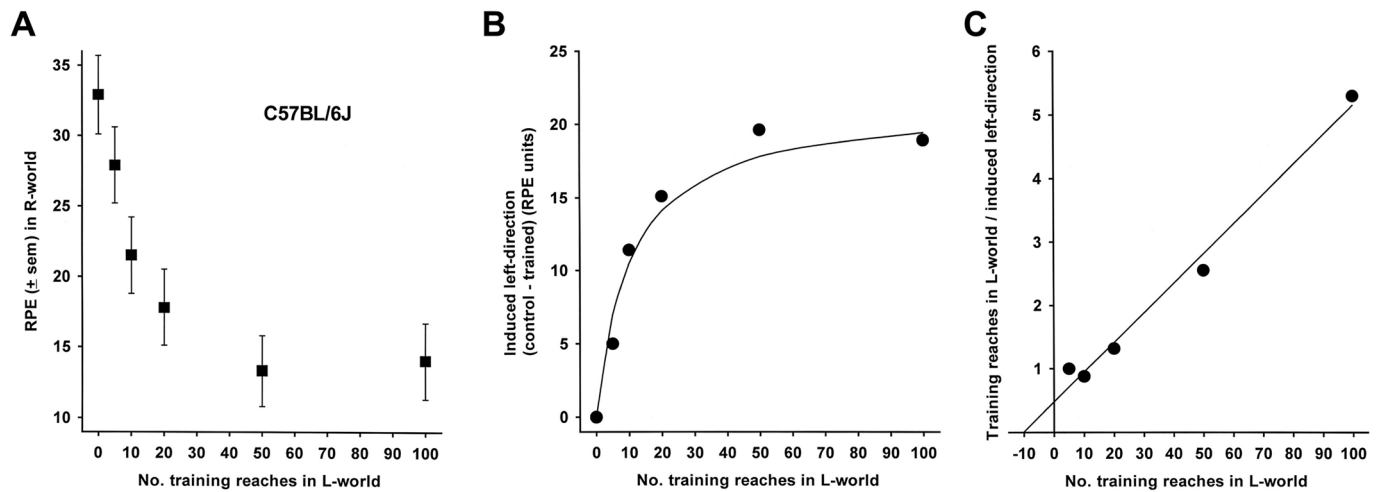 A
RPE (± sem) in R-world
35
30
25
20
15
10
C57BL/6J
0 10 20 30 40 50 60 70 80 90 100
No. training reaches in L-world
B
Induced left-direction
(control - trained) (RPE units)
25
20
15
10
5
0
0 10 20 30 40 50 60 70 80 90 100
No. training reaches in L-world
C
Training reaches in L-world / induced left-direction
6
5
4
3
2
1
-10 0 10 20 30 40 50 60 70 80 90 100
No. training reaches in L-world